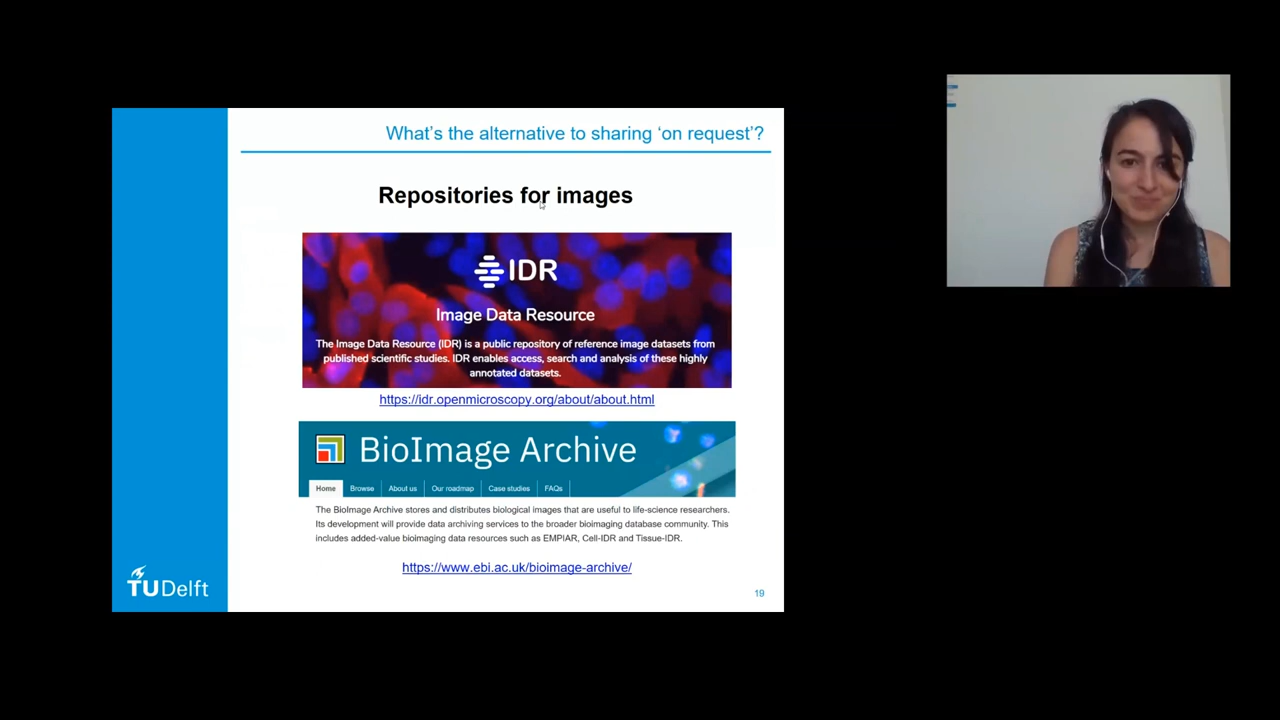 What's the alternative to sharing 'on request'?
Repositories for images
IDR
Image Data Resource
The Image Data Resource (IDR) is a public repository of reference image datasets from
published scientific studies. IDR enables access, search and analysis of these highly
annotated datasets.
https://idr.openmicroscopy.org/about/about.html
BioImage Archive
Home Browse About us Our roadmap Case studies FAQs
The BioImage Archive stores and distributes biological images that are useful to life-science researchers.
Its development will provide data archiving services to the broader bioimaging database community. This
includes added-value bioimaging data resources such as EMPIAR, Cell-IDR and Tissue-IDR.
https://www.ebi.ac.uk/bioimage-archive/
TUDelft
19